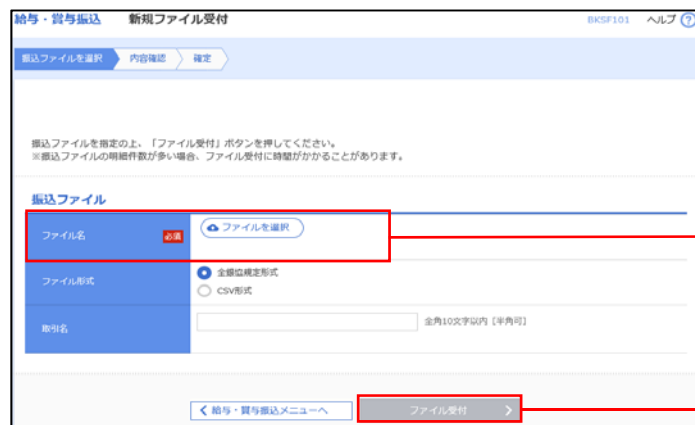 給与・賞与振込 新規ファイル受付 BKSF101 ヘルプ ?
振込ファイルを選択 内容確認 確定
振込ファイルを指定の上、「ファイル受付」ボタンを押してください。
※振込ファイルの明細件数が多い場合、ファイル受付に時間がかかることがあります。
振込ファイル
ファイル名 必須 ファイルを選択
ファイル形式 全銀協規定形式
CSV形式
取引名 全角10文字以内 [半角可]
給与・賞与振込メニューへ ファイル受付